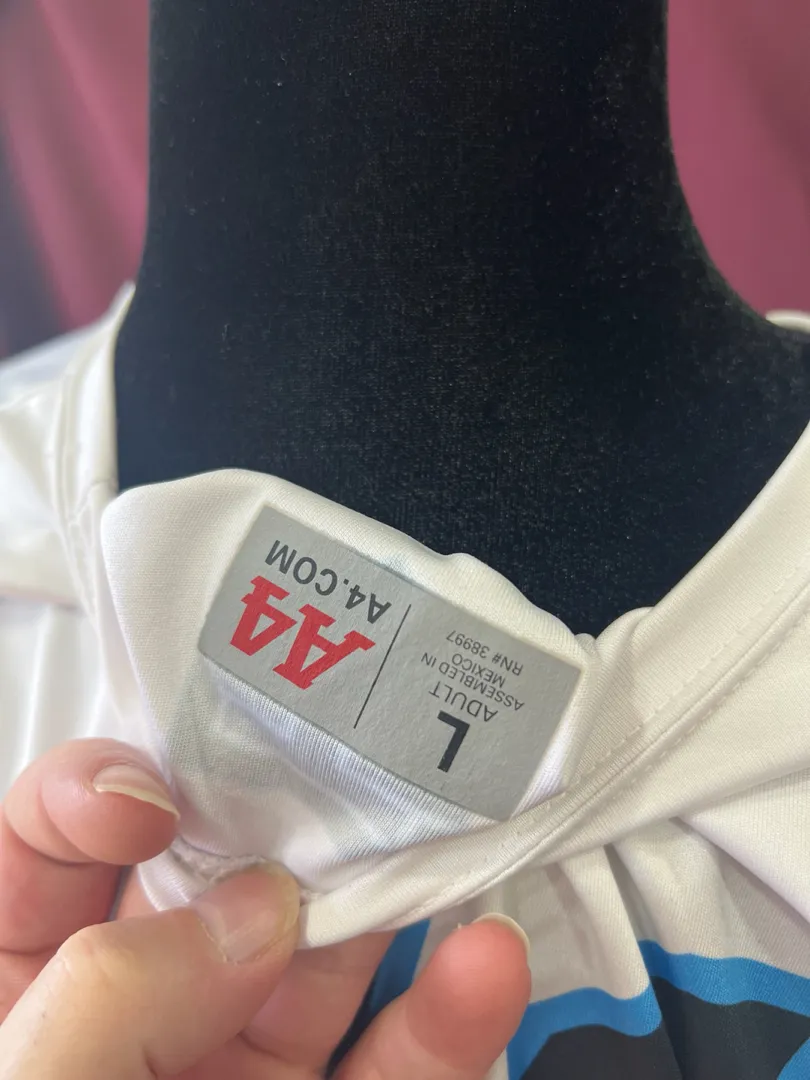 L
ADULT
ASSEMBLED IN
MEXICO
RN# 38997
A4
A4.COM